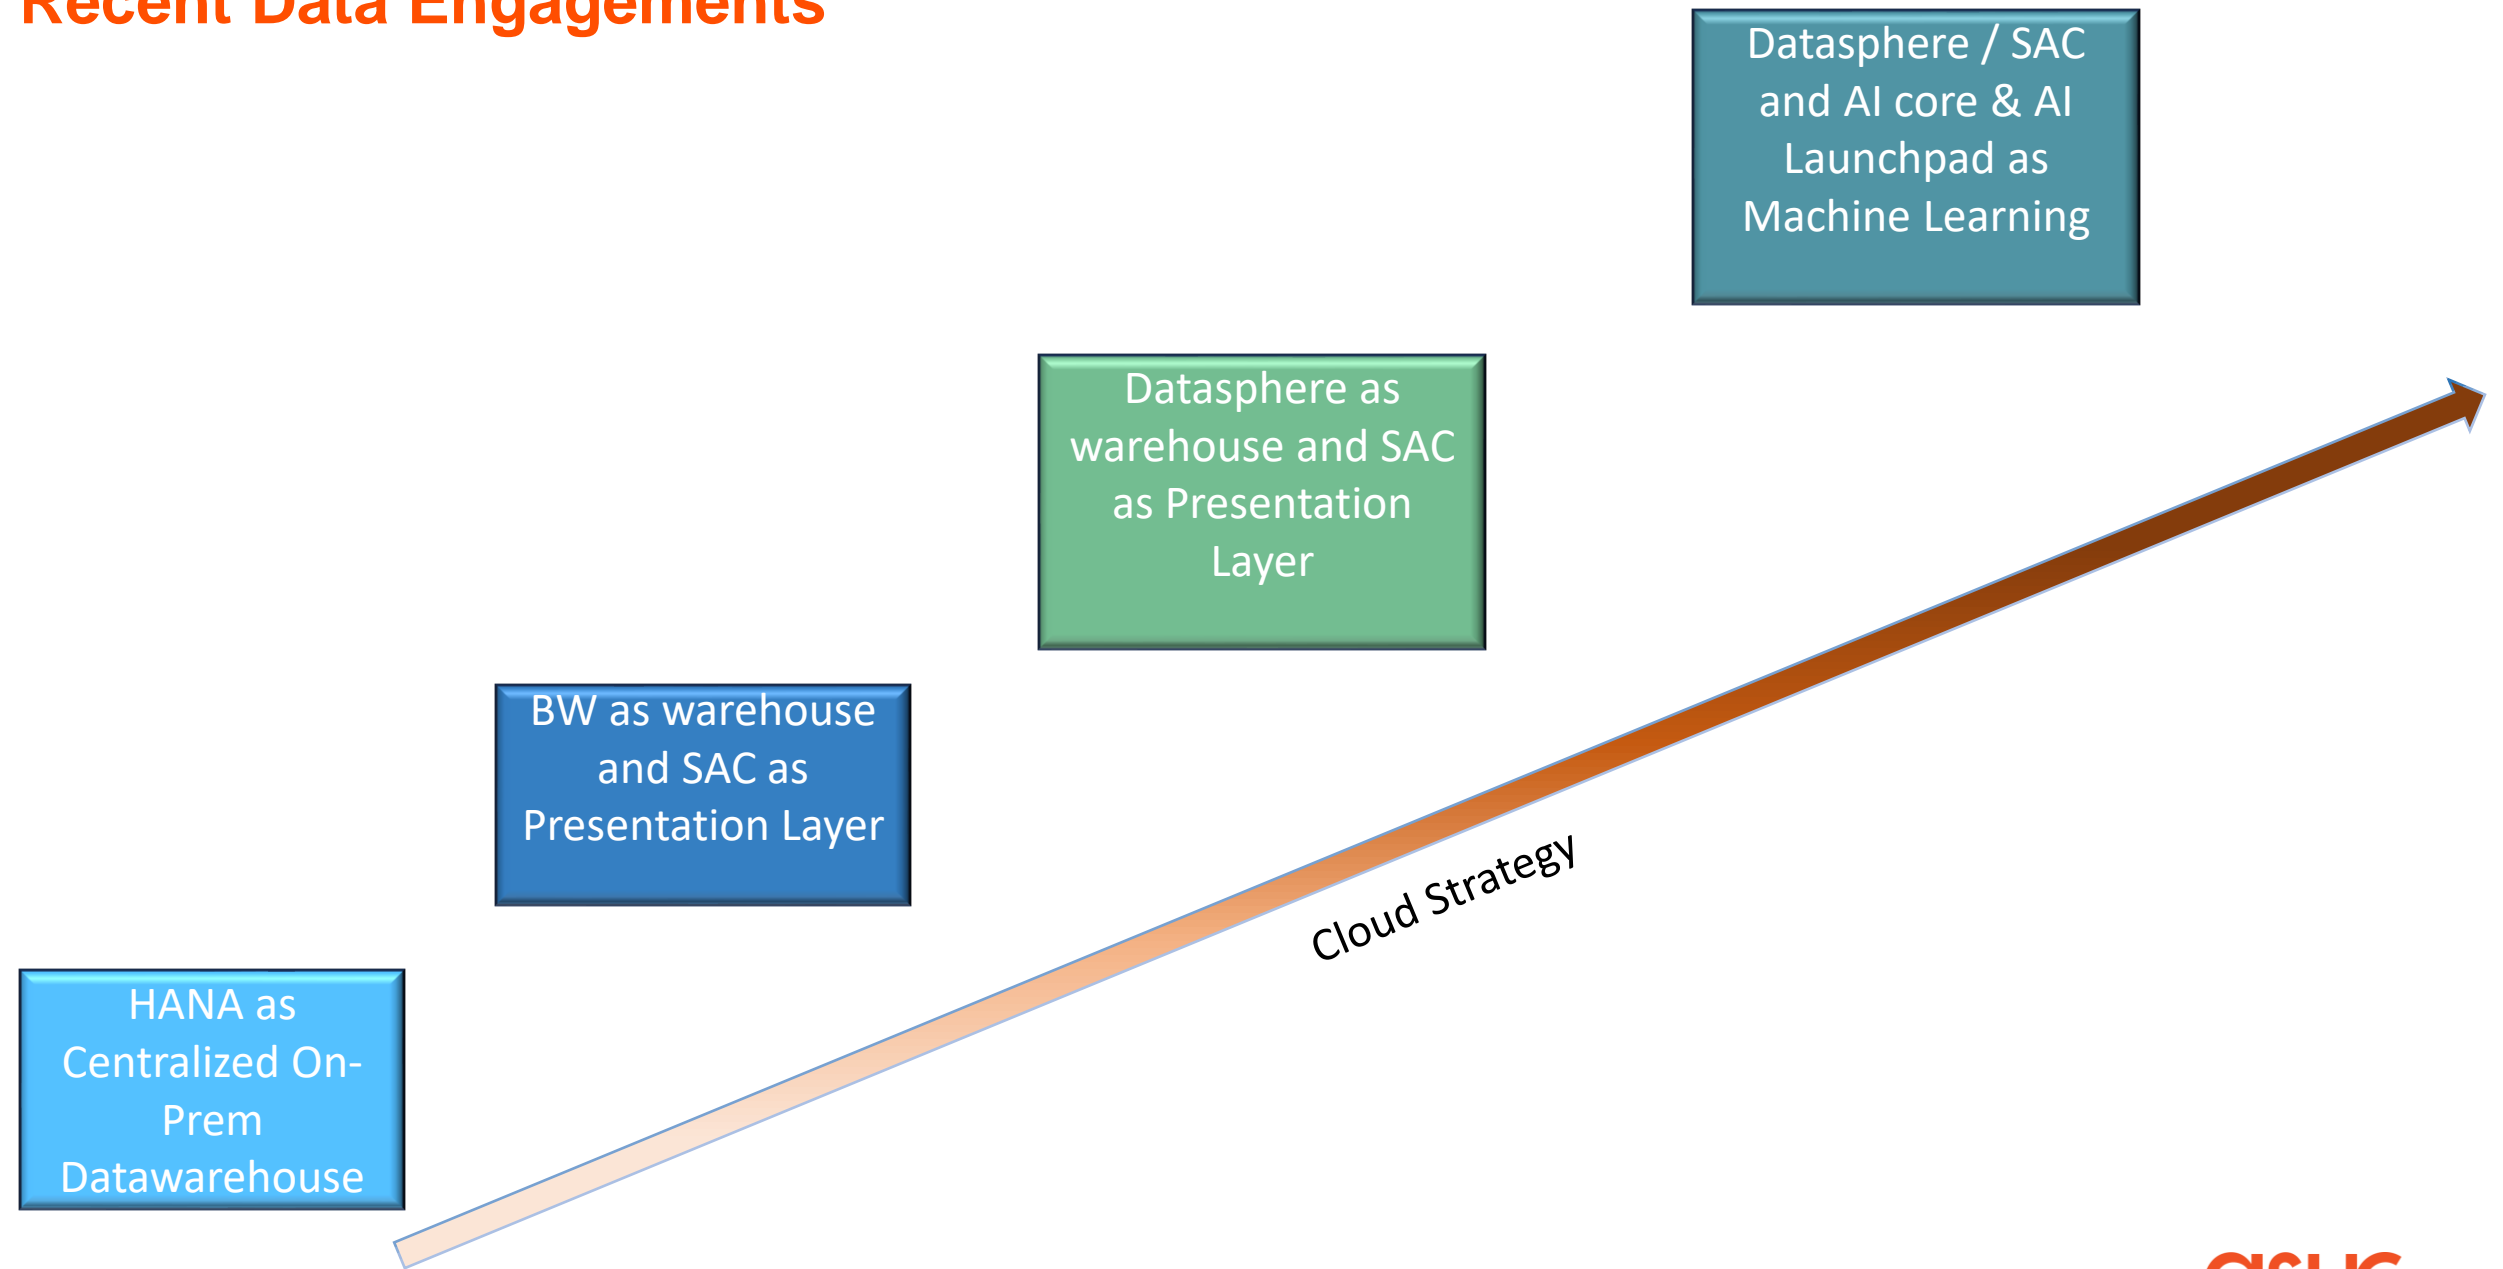 Recent Data Engagements
Datasphere / SAC
and AI core & AI
Launchpad as
Machine Learning
Datasphere as
warehouse and SAC
as Presentation
Layer
BW as warehouse
and SAC as
Presentation Layer
Cloud Strategy
HANA as
Centralized On-
Prem
Datawarehouse